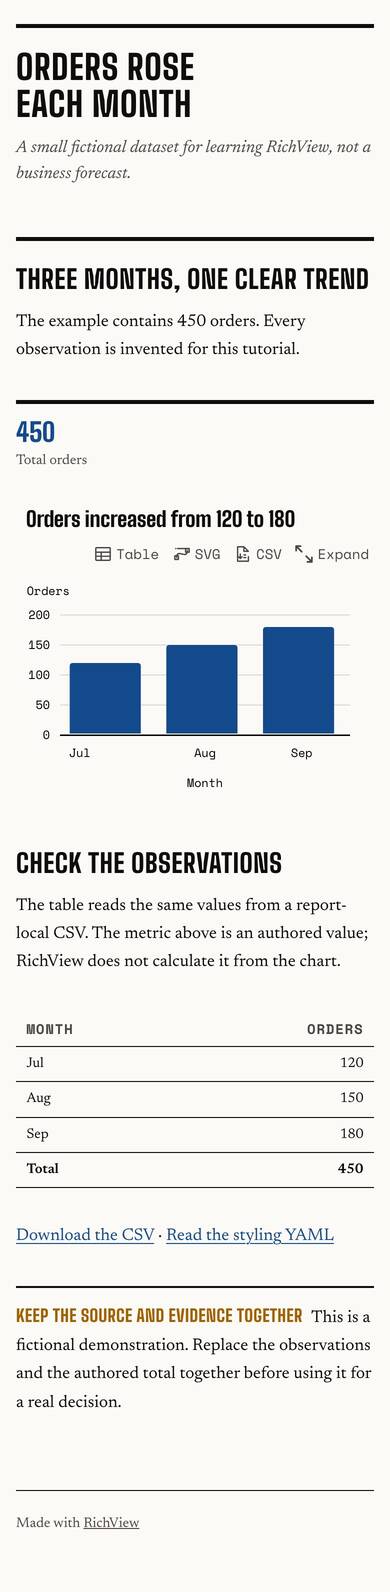 ORDERS ROSE
EACH MONTH
A small fictional dataset for learning RichView, not a
business forecast.
THREE MONTHS, ONE CLEAR TREND
The example contains 450 orders. Every
observation is invented for this tutorial.
450
Total orders
Orders increased from 120 to 180
Table SVG CSV Expand
Orders
200
150
100
50
0
Jul Aug Sep
Month
CHECK THE OBSERVATIONS
The table reads the same values from a report-
local CSV. The metric above is an authored value;
RichView does not calculate it from the chart.
MONTH ORDERS
Jul 120
Aug 150
Sep 180
Total 450
Download the CSV · Read the styling YAML
KEEP THE SOURCE AND EVIDENCE TOGETHER This is a
fictional demonstration. Replace the observations
and the authored total together before using it for
a real decision.
Made with RichView